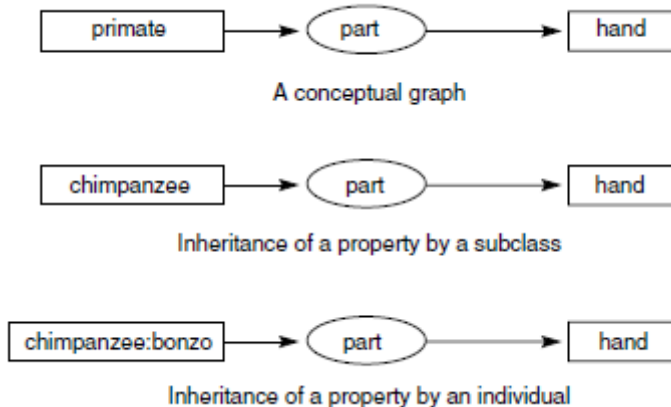 primate part hand
A conceptual graph
chimpanzee part hand
Inheritance of a property by a subclass
chimpanzee:bonzo part hand
Inheritance of a property by an individual